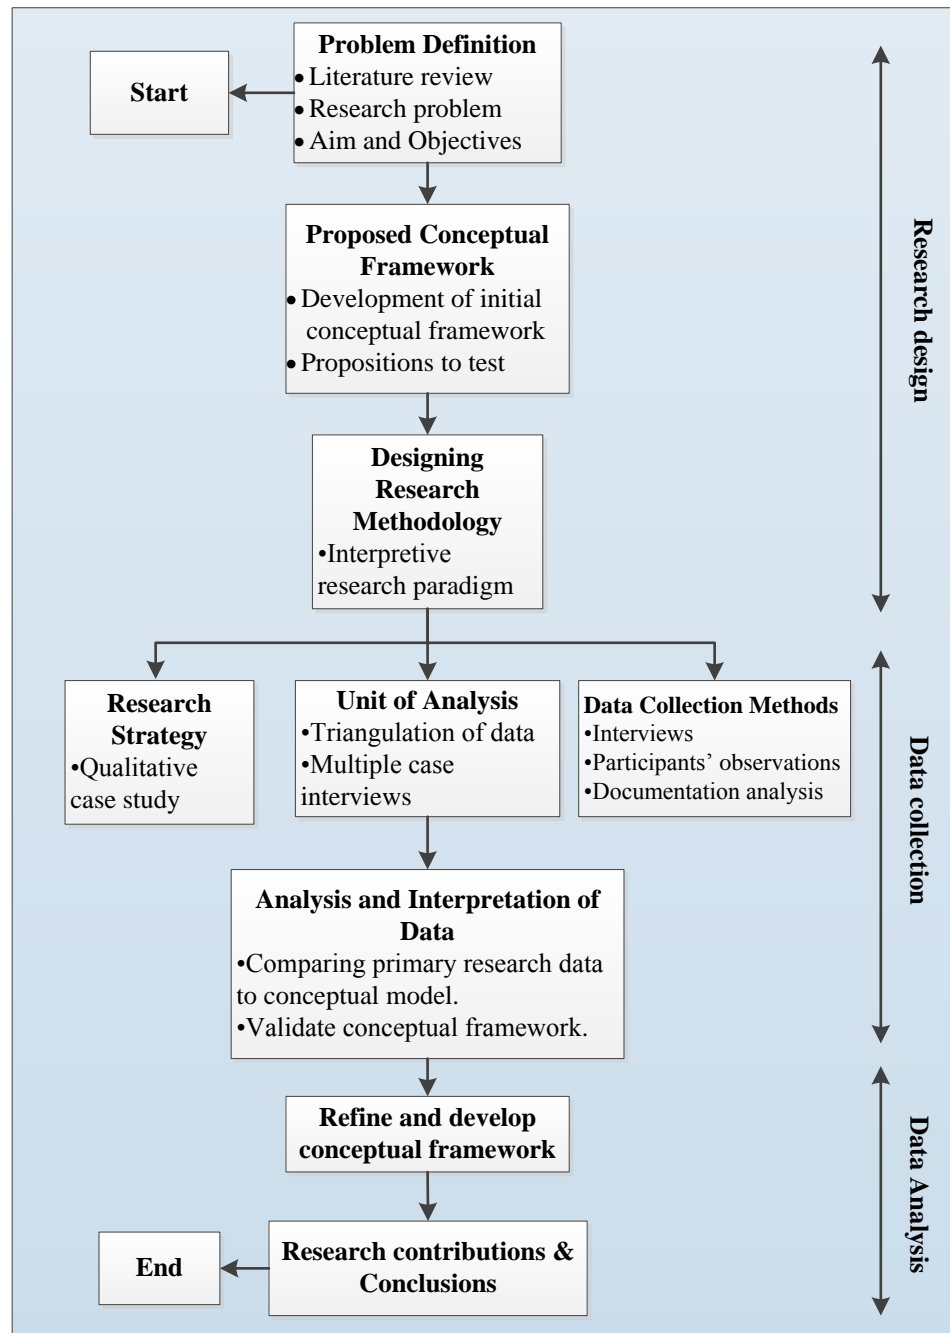 Start
Problem Definition
•Literature review
•Research problem
•Aim and Objectives
Proposed Conceptual
Framework
•Development of initial
conceptual framework
•Propositions to test
Designing
Research
Methodology
•Interpretive
research paradigm
Research design
Research
Strategy
•Qualitative
case study
Unit of Analysis
•Triangulation of data
•Multiple case
interviews
Data Collection Methods
•Interviews
•Participants’ observations
•Documentation analysis
Analysis and Interpretation of
Data
•Comparing primary research data
to conceptual model.
•Validate conceptual framework.
Data collection
Refine and develop
conceptual framework
Research contributions &
Conclusions
End
Data Analysis